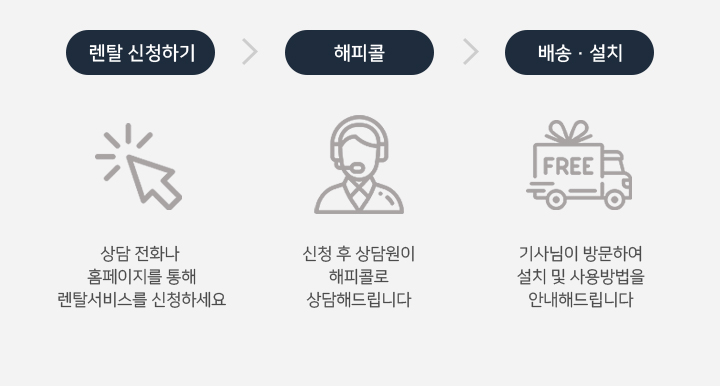 렌탈 신청하기
해피콜
배송 · 설치
FREE
상담 전화나
홈페이지를 통해
렌탈서비스를 신청하세요
신청 후 상담원이
해피콜로
상담해드립니다
기사님이 방문하여
설치 및 사용방법을
안내해드립니다